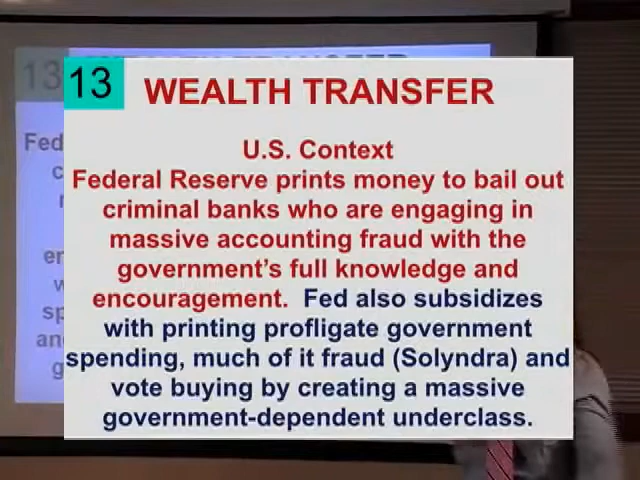 13
WEALTH TRANSFER
U.S. Context
Federal Reserve prints money to bail out
criminal banks who are engaging in
massive accounting fraud with the
government's full knowledge and
encouragement. Fed also subsidizes
with printing profligate government
spending, much of it fraud (Solyndra) and
vote buying by creating a massive
government-dependent underclass.
13
Fed